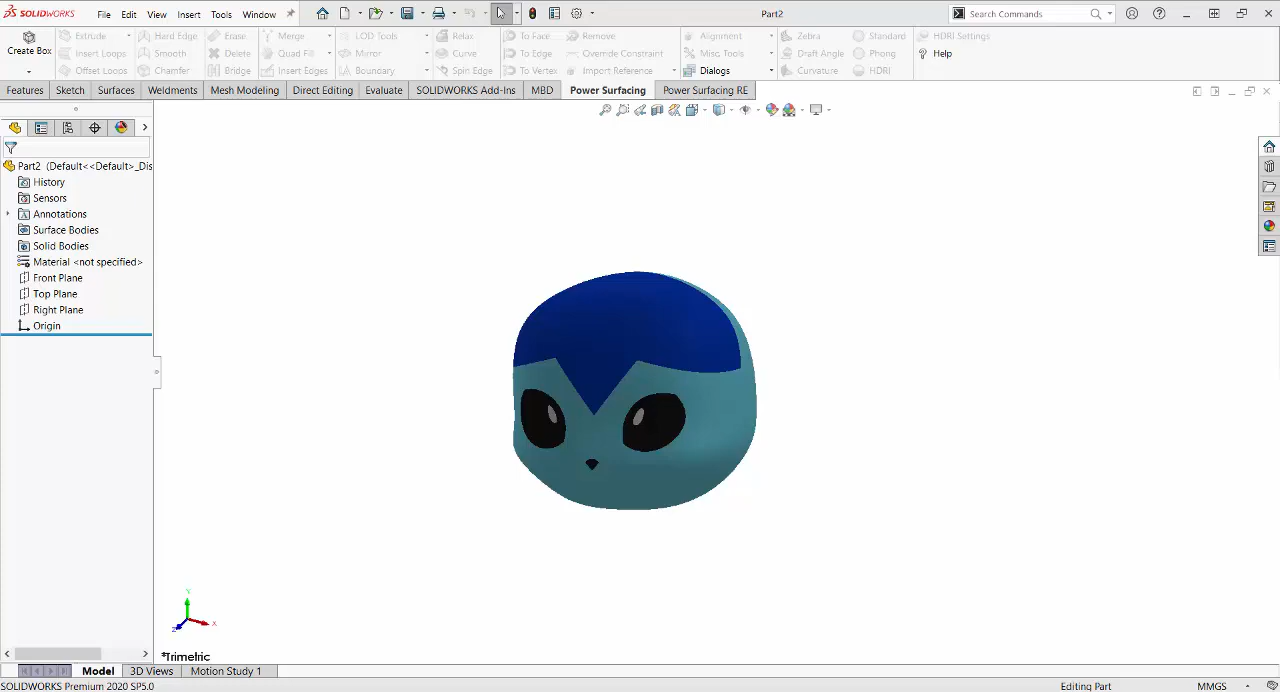 SOLIDWORKS File Edit View Insert Tools Window Part2 Search Commands
Create Box
Extrude Hard Edge Erase Merge LOD Tools Relax To Face Remove Alignment Zebra Standard HDRI Settings
Insert Loops Smooth Delete Quad Fill Mirror Curve To Edge Override Constraint Misc. Tools Draft Angle Prong Help
Offset Loops Chamfer Bridge Insert Edges Boundary Spin Edge To Vertex Import Reference Dialogs Curvature HDRI
Features Sketch Surfaces Weldments Mesh Modeling Direct Editing Evaluate SOLIDWORKS Add-Ins MBD Power Surfacing Power Surfacing RE
Part2 (Default<<Default>_Dis
History
Sensors
Annotations
Surface Bodies
Solid Bodies
Material <not specified>
Front Plane
Top Plane
Right Plane
Origin
Y
X
Z
*Trimetric
Model 3D Views Motion Study 1
SOLIDWORKS Premium 2020 SP5.0 Editing Part MMGS